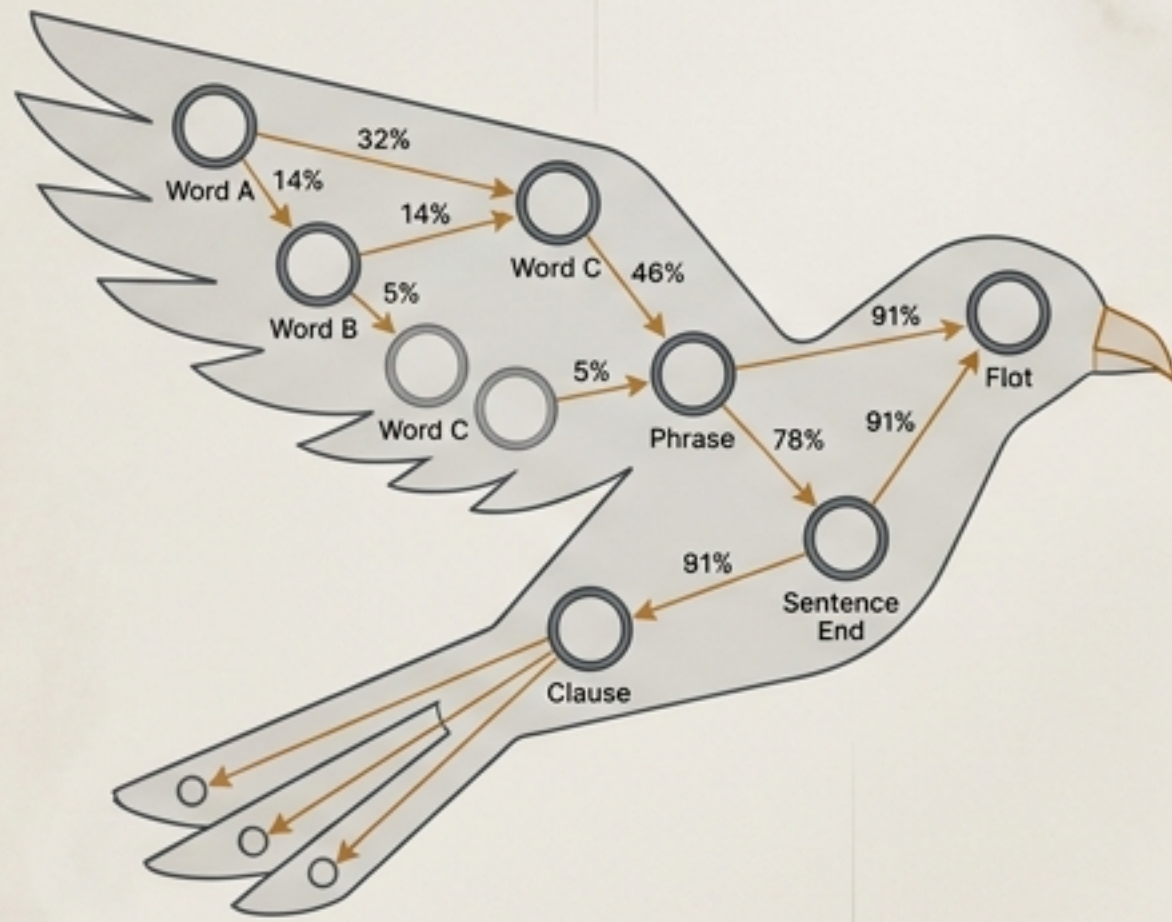 32%
Word A
14%
14%
Word C
46%
5%
Word B
91%
Flot
5%
Word C
Phrase
78%
91%
91%
Sentence
End
Clause